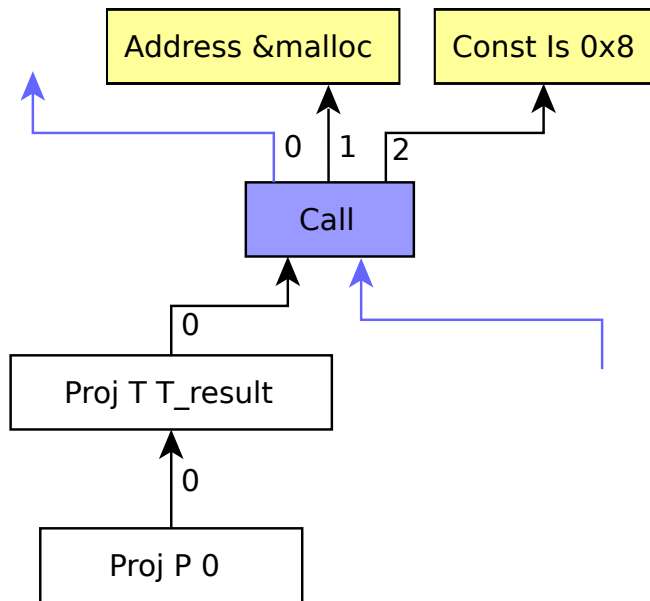 Address &malloc
Const Is 0x8
0
1
2
Call
0
Proj T T_result
0
Proj P 0